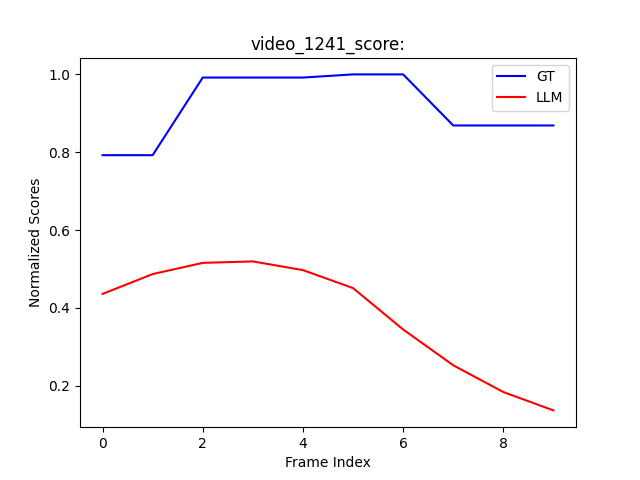 video_1241_score:
GT
LLM
Normalized Scores
1.0
0.8
0.6
0.4
0.2
0 2 4 6 8
Frame Index